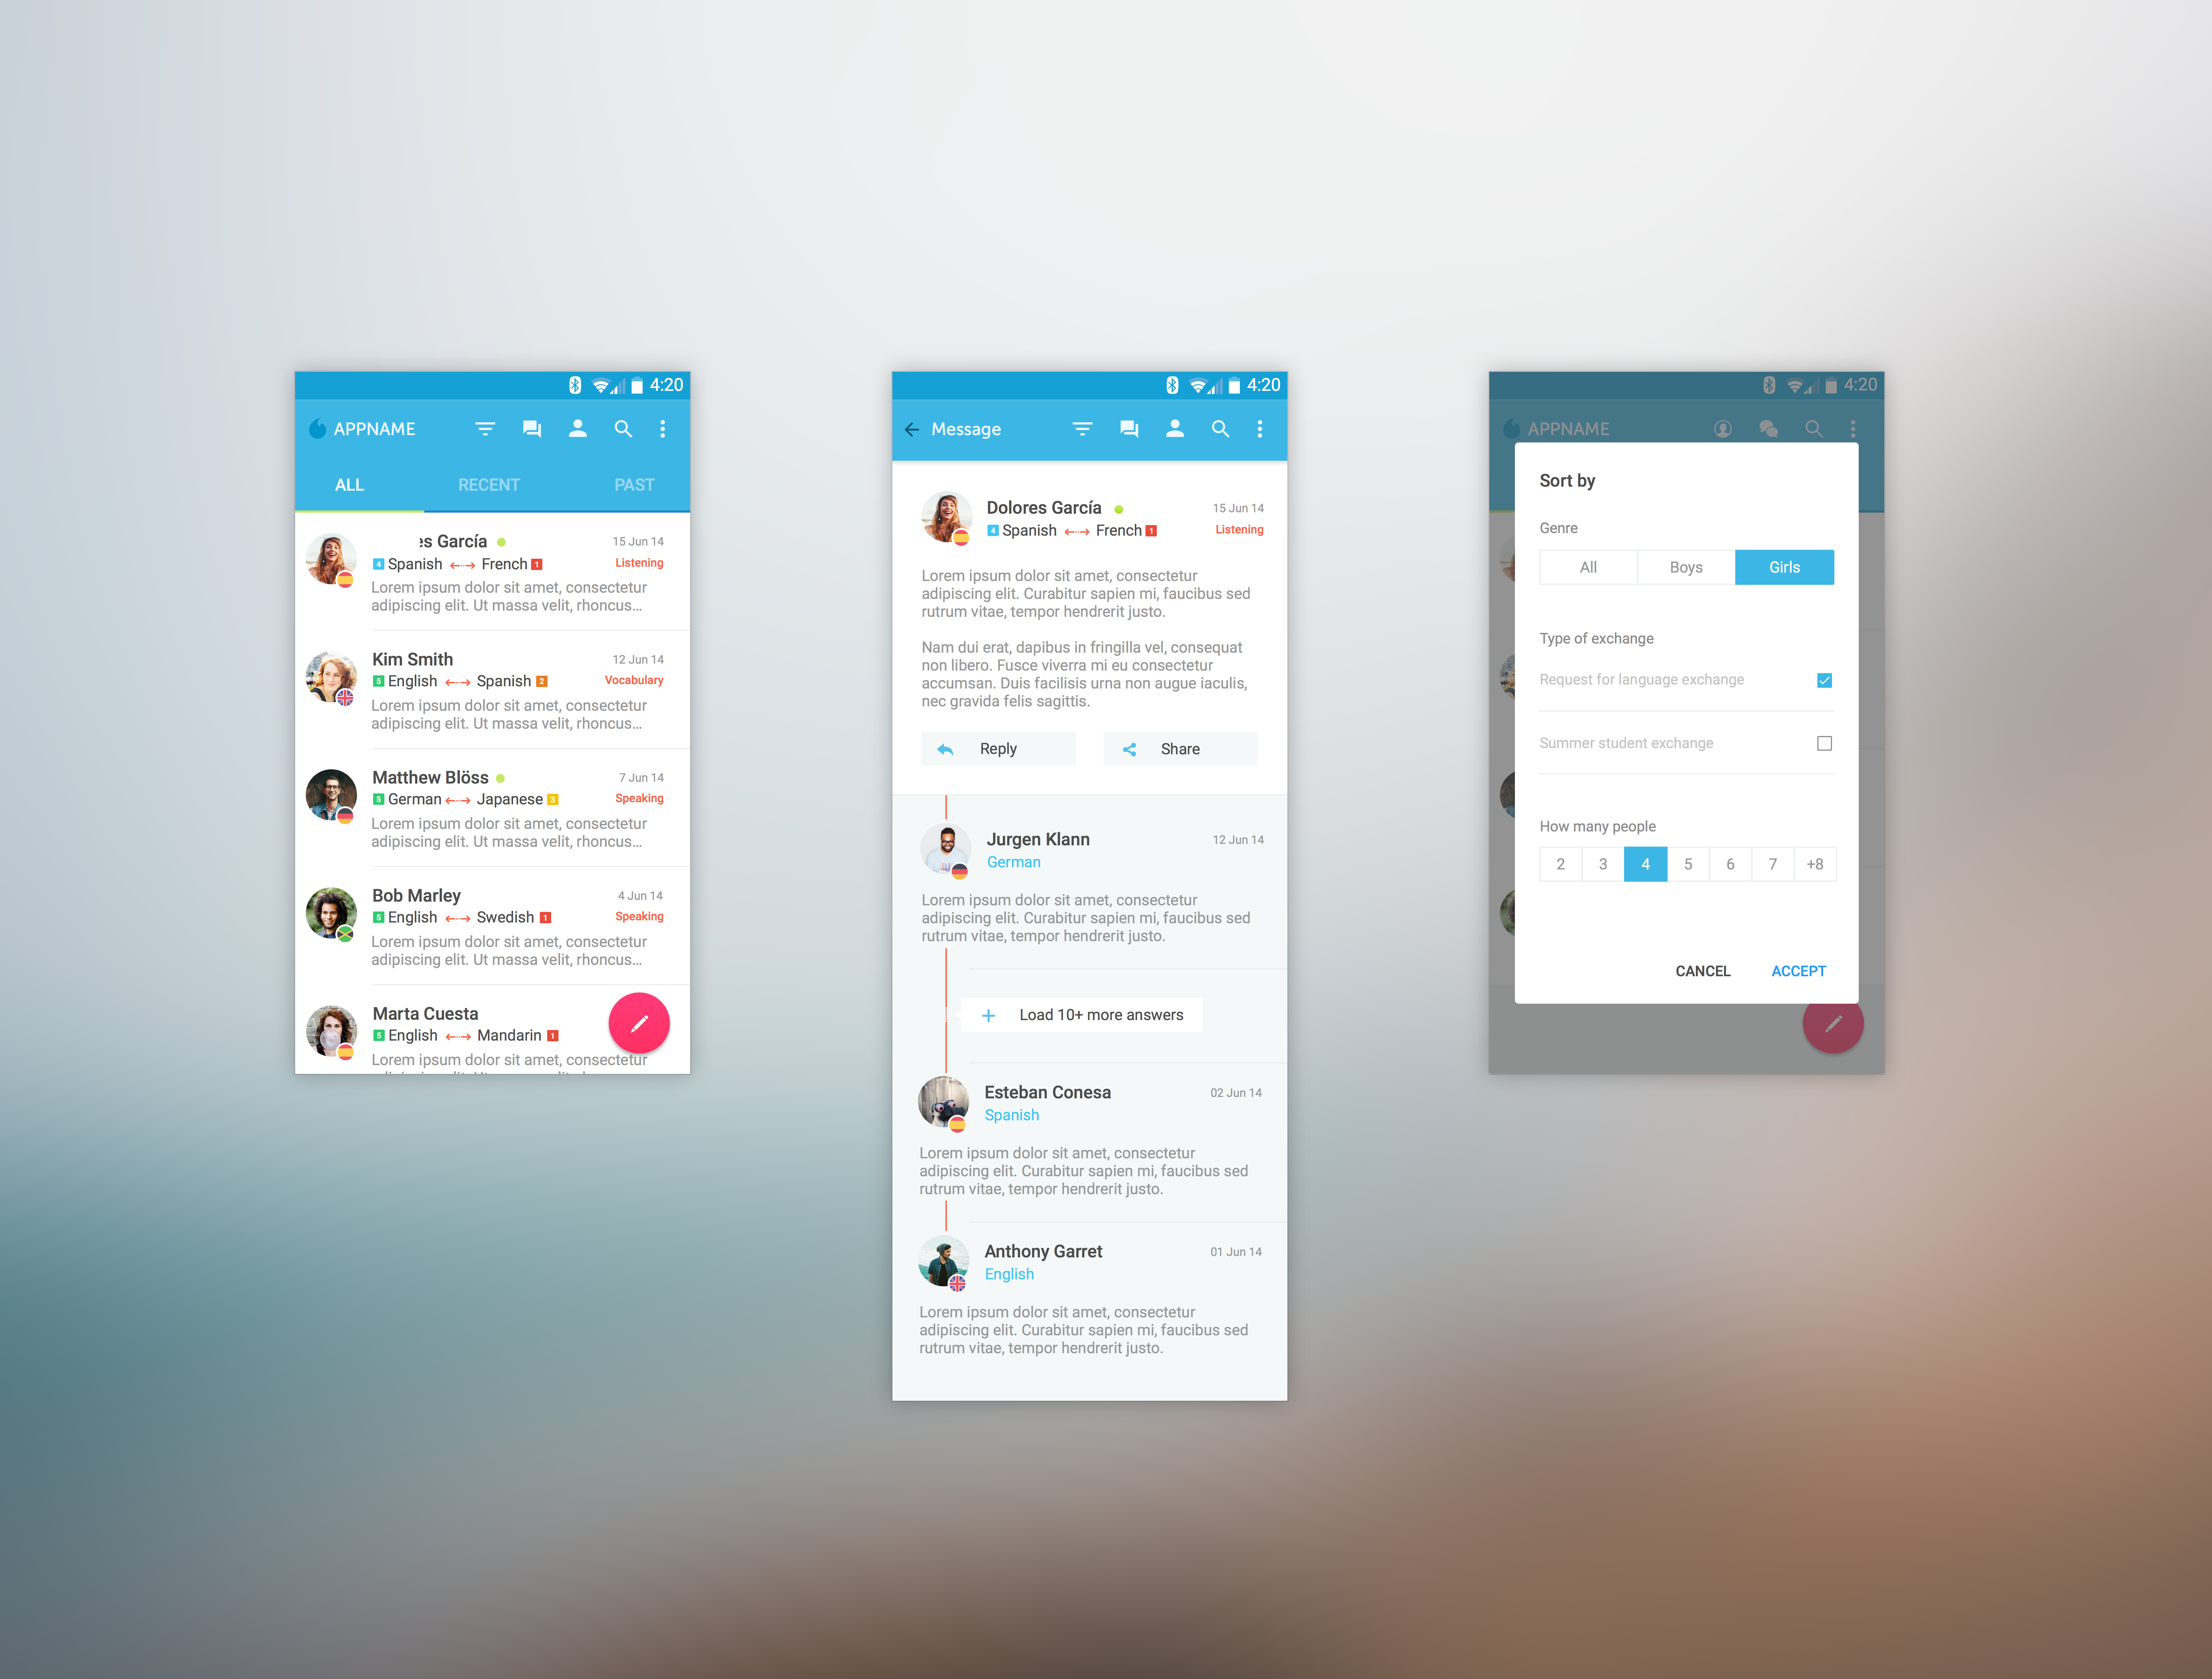 4:20
APPNAME
ALL RECENT PAST
es García 15 Jun 14
4 Spanish French 1 Listening
Lorem ipsum dolor sit amet, consectetur
adipiscing elit. Ut massa velit, rhoncus...
Kim Smith 12 Jun 14
5 English Spanish 2 Vocabulary
Lorem ipsum dolor sit amet, consectetur
adipiscing elit. Ut massa velit, rhoncus...
Matthew Blöss 7 Jun 14
5 German Japanese 3 Speaking
Lorem ipsum dolor sit amet, consectetur
adipiscing elit. Ut massa velit, rhoncus...
Bob Marley 4 Jun 14
5 English Swedish 1 Speaking
Lorem ipsum dolor sit amet, consectetur
adipiscing elit. Ut massa velit, rhoncus...
Marta Cuesta
5 English Mandarin 1
Lorem ipsum dolor sit amet, consectetur
4:20
Message
Dolores García 15 Jun 14
4 Spanish French 1 Listening
Lorem ipsum dolor sit amet, consectetur
adipiscing elit. Curabitur sapien mi, faucibus sed
rutrum vitae, tempor hendrerit justo.
Nam dui erat, dapibus in fringilla vel, consequat
non libero. Fusce viverra mi eu consectetur
accumsan. Duis facilisis urna non augue iaculis,
nec gravida felis sagittis.
Reply Share
Jurgen Klann 12 Jun 14
German
Lorem ipsum dolor sit amet, consectetur
adipiscing elit. Curabitur sapien mi, faucibus sed
rutrum vitae, tempor hendrerit justo.
Load 10+ more answers
Esteban Conesa 02 Jun 14
Spanish
Lorem ipsum dolor sit amet, consectetur
adipiscing elit. Curabitur sapien mi, faucibus sed
rutrum vitae, tempor hendrerit justo.
Anthony Garret 01 Jun 14
English
Lorem ipsum dolor sit amet, consectetur
adipiscing elit. Curabitur sapien mi, faucibus sed
rutrum vitae, tempor hendrerit justo.
4:20
APPNAME
Sort by
Genre
All Boys Girls
Type of exchange
Request for language exchange
Summer student exchange
How many people
2 3 4 5 6 7 +8
CANCEL ACCEPT